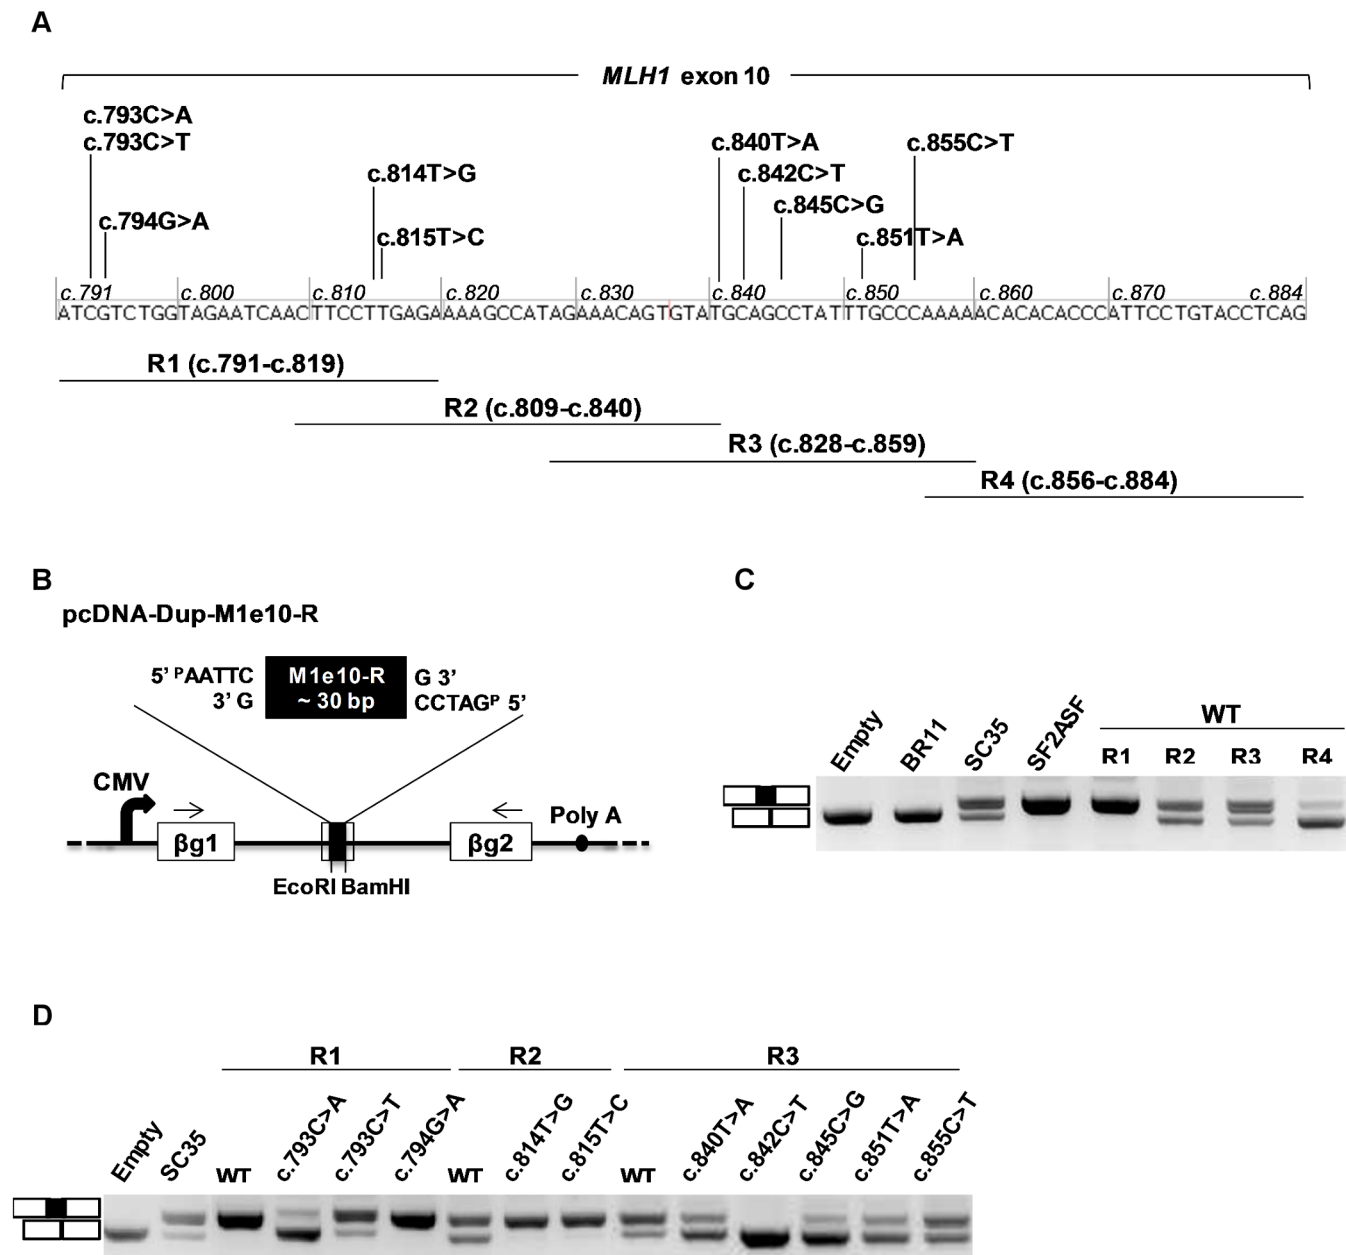 A
MLH1 exon 10
c.793C>A
c.793C>T
c.840T>A
c.855C>T
c.814T>G
c.842C>T
c.845C>G
c.794G>A
c.815T>C
c.851T>A
c.791 c.800 c.810 c.820 c.830 c.840 c.850 c.860 c.870 c.884
ATCGTCTGGTAGAATCAACTTCCTTGAGAAAAGCCATAGAAACAGTGTATGCAGCCTATTTGCCCAAAAACACACACCCATTCCTGTACCTCAG
R1 (c.791-c.819)
R2 (c.809-c.840)
R3 (c.828-c.859)
R4 (c.856-c.884)
B
pcDNA-Dup-M1e10-R
5' PAATTC M1e10-R G 3'
3' G ~ 30 bp CCTAGP 5'
CMV
Poly A
βg1 βg2
EcoRI BamHI
C
WT
Empty BR11 SC35 SF2ASF R1 R2 R3 R4
D
R1 R2 R3
Empty SC35 WT c.793C>A c.793C>T c.794G>A WT c.814T>G c.815T>C WT c.840T>A c.842C>T c.845C>G c.851T>A c.855C>T